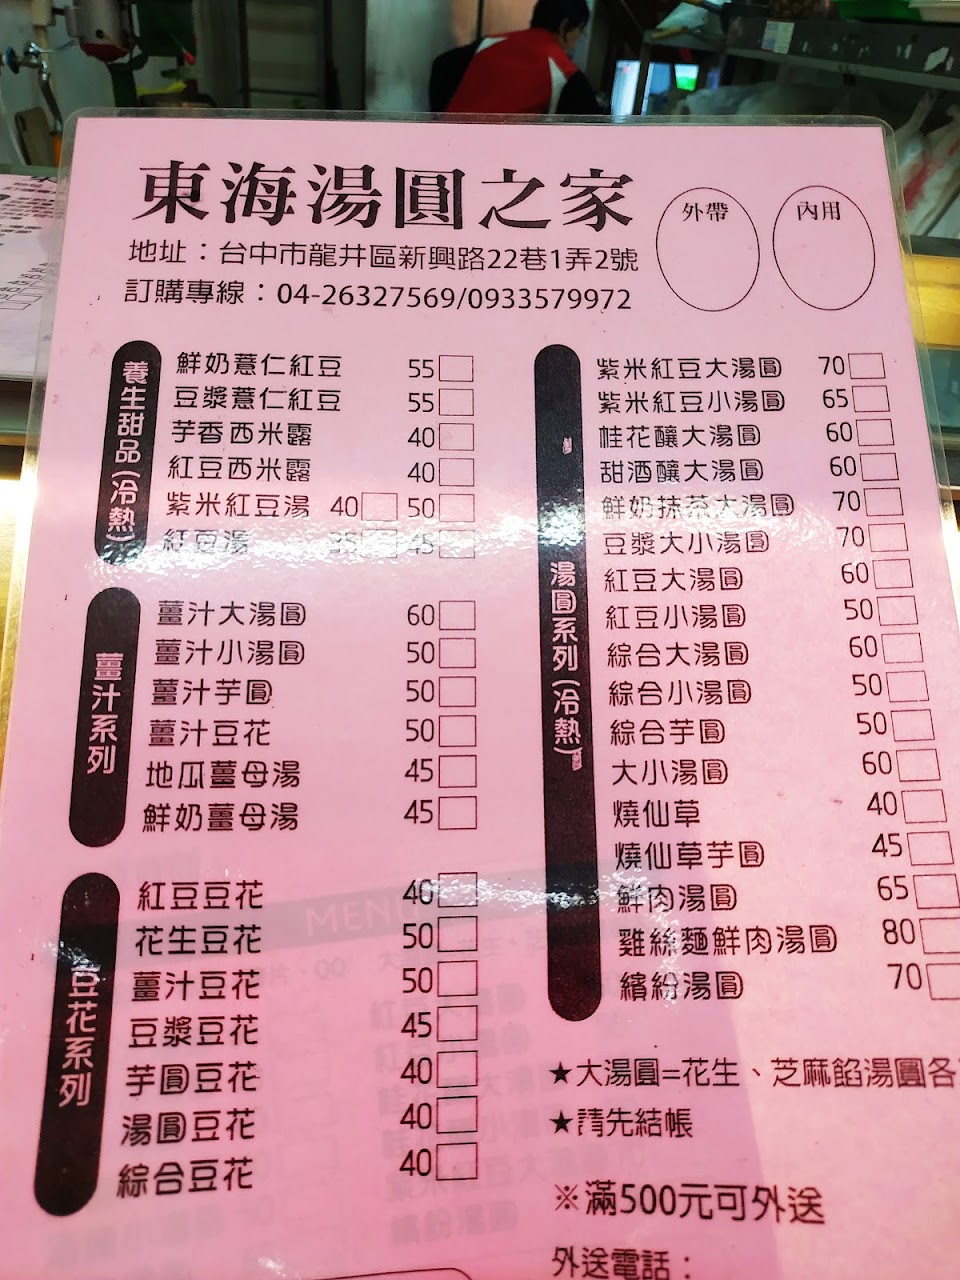 東海湯圓之家
外帶
內用
地址：台中市龍井區新興路22巷1弄2號
訂購專線：04-26327569/0933579972
養生甜品(冷熱)
鮮奶薏仁紅豆 55
豆漿薏仁紅豆 55
芋香西米露 40
紅豆西米露 40
紫米紅豆湯 40 50
紅豆湯 35 45
薑汁系列
薑汁大湯圓 60
薑汁小湯圓 50
薑汁芋圓 50
薑汁豆花 50
地瓜薑母湯 45
鮮奶薑母湯 45
豆花系列
紅豆豆花 40
花生豆花 50
薑汁豆花 50
豆漿豆花 45
芋圓豆花 40
湯圓豆花 40
綜合豆花 40
湯圓系列(冷熱)
紫米紅豆大湯圓 70
紫米紅豆小湯圓 65
桂花釀大湯圓 60
甜酒釀大湯圓 60
鮮奶抹茶大湯圓 70
豆漿大小湯圓 70
紅豆大湯圓 60
紅豆小湯圓 50
綜合大湯圓 60
綜合小湯圓 50
綜合芋圓 50
大小湯圓 60
燒仙草 40
燒仙草芋圓 45
鮮肉湯圓 65
雞絲麵鮮肉湯圓 80
繽紛湯圓 70
★大湯圓=花生、芝麻餡湯圓各
★請先結帳
※滿500元可外送
外送電話：
MENU